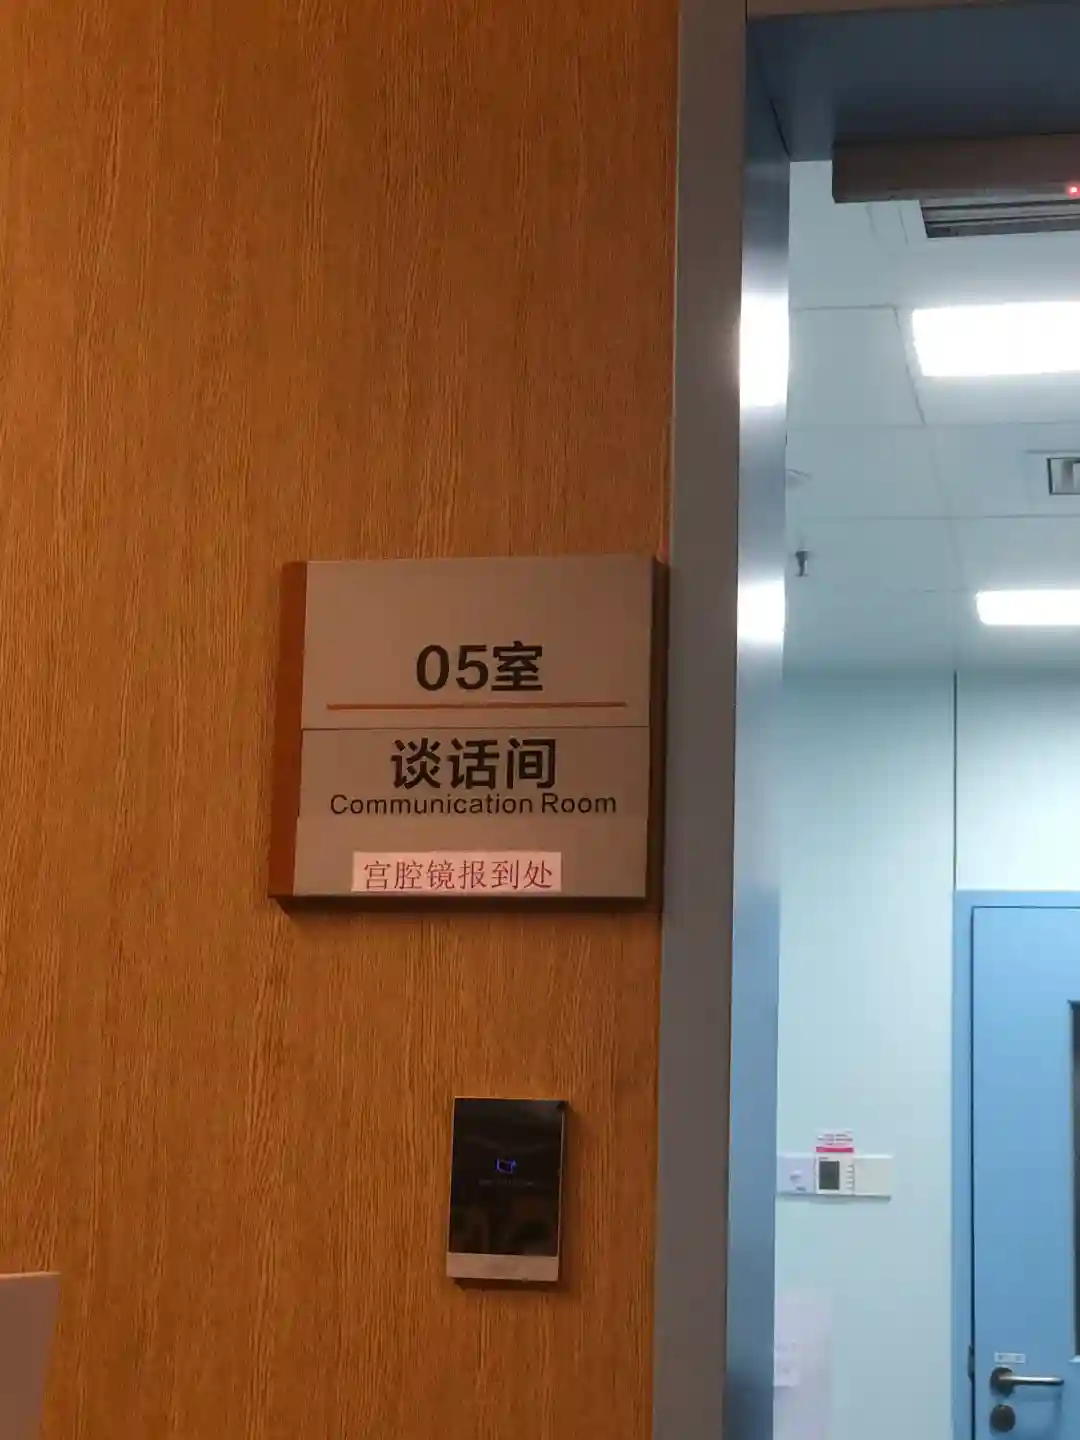 05室
谈话间
Communication Room
宫腔镜报到处